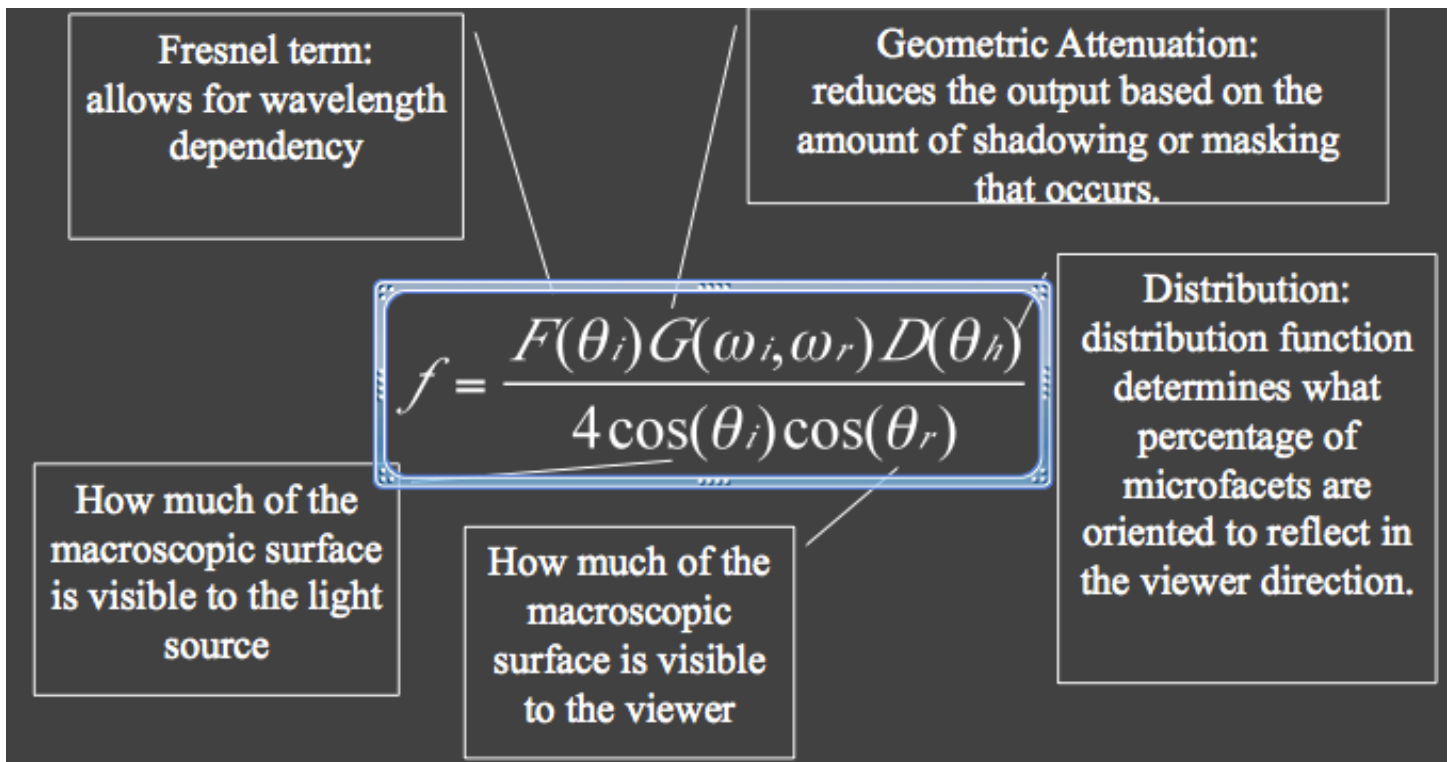 Fresnel term:
allows for wavelength
dependency
Geometric Attenuation:
reduces the output based on the
amount of shadowing or masking
that occurs.
f = F(θi)G(ωi,ωr)D(θh)
4cos(θi)cos(θr)
Distribution:
distribution function
determines what
percentage of
microfacets are
oriented to reflect in
the viewer direction.
How much of the
macroscopic surface
is visible to the light
source
How much of the
macroscopic
surface is visible
to the viewer